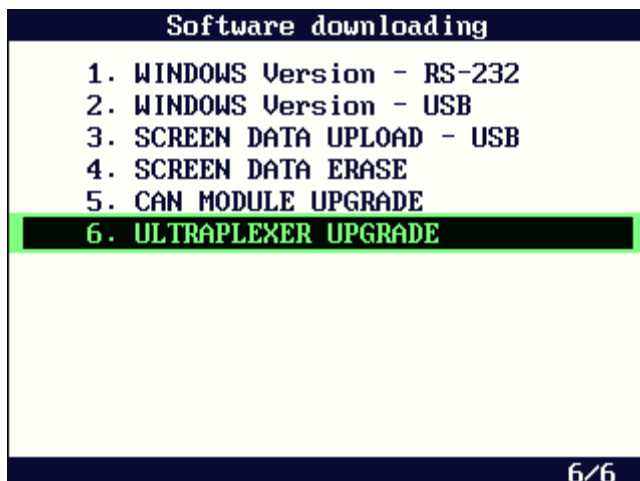 Software downloading
1. WINDOWS Version - RS-232
2. WINDOWS Version - USB
3. SCREEN DATA UPLOAD - USB
4. SCREEN DATA ERASE
5. CAN MODULE UPGRADE
6. ULTRAPLEXER UPGRADE
6/6